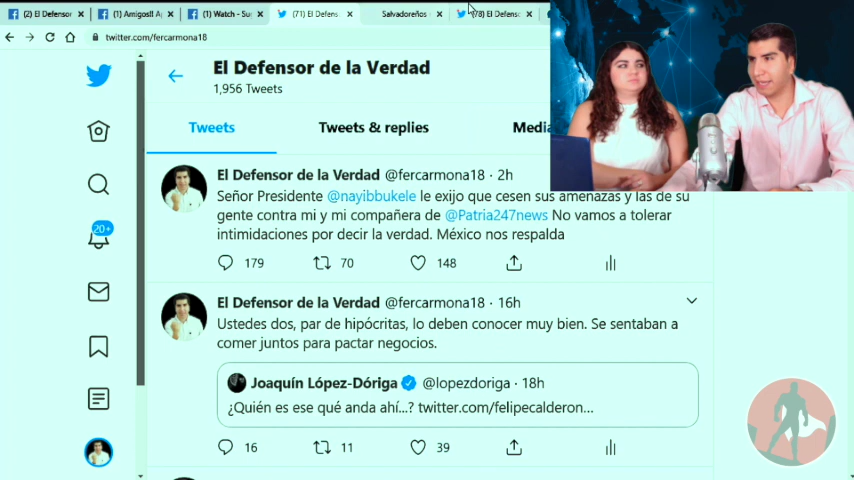 (2) El Defensor
(1) Amigos!! A
(1) Watch - Su
(71) El Defens
Salvadoreños
(78) El Defenso
twitter.com/fercarmona18
El Defensor de la Verdad
1,956 Tweets
Tweets
Tweets & replies
Media
El Defensor de la Verdad @fercarmona18 · 2h
Señor Presidente @nayibbukele le exijo que cesen sus amenazas y las de su
gente contra mi y mi compañera de @Patria247news No vamos a tolerar
intimidaciones por decir la verdad. México nos respalda
179
70
148
El Defensor de la Verdad @fercarmona18 · 16h
Ustedes dos, par de hipócritas, lo deben conocer muy bien. Se sentaban a
comer juntos para pactar negocios.
Joaquín López-Dóriga @lopezdoriga · 18h
¿Quién es ese qué anda ahí...? twitter.com/felipecalderon...
16
11
39
20+